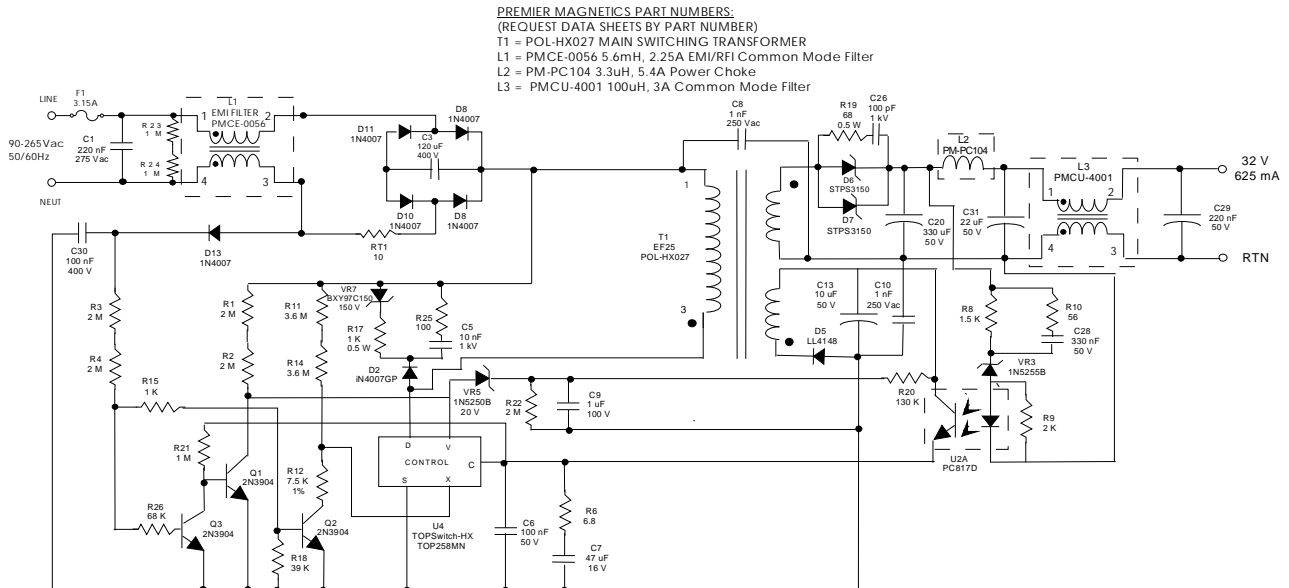 PREMIER MAGNETICS PART NUMBERS:
(REQUEST DATA SHEETS BY PART NUMBER)
T1 = POL-HX027 MAIN SWITCHING TRANSFORMER
L1 = PMCE-0056 5.6mH, 2.25A EMI/RFI Common Mode Filter
L2 = PM-PC104 3.3uH, 5.4A Power Choke
L3 = PMCU-4001 100uH, 3A Common Mode Filter
LINE
F1
3.15A
90-265Vac
50/60Hz
NEUT
C1
220 nF
275 Vac
R23
1 M
R24
1 M
L1
EMI FILTER
PMCE-0056
1
2
4
3
D11
1N4007
D8
1N4007
C3
120 uF
400 V
D10
1N4007
D8
1N4007
RT1
10
C8
1 nF
250 Vac
R19
68
0.5 W
C26
100 pF
1 kV
D6
STPS3150
D7
STPS3150
L2
PM-PC104
L3
PMCU-4001
1
2
4
3
32 V
625 mA
RTN
C20
330 uF
50 V
C31
22 uF
50 V
C29
220 nF
50 V
1
T1
EF25
POL-HX027
3
C30
100 nF
400 V
D13
1N4007
R3
2 M
R4
2 M
R1
2 M
R2
2 M
R11
3.6 M
R14
3.6 M
VR7
BXY97C150
150 V
R17
1 K
0.5 W
R25
100
C5
10 nF
1 kV
D2
iN4007GP
C13
10 uF
50 V
C10
1 nF
250 Vac
D5
LL4148
R8
1.5 K
R10
56
C28
330 nF
50 V
VR3
1N5255B
R9
2 K
U2A
PC817D
R20
130 K
VR5
1N5250B
20 V
R22
2 M
C9
1 uF
100 V
R15
1 K
R21
1 M
Q1
2N3904
R26
68 K
Q3
2N3904
R12
7.5 K
1%
Q2
2N3904
R18
39 K
D
V
CONTROL
C
S
X
U4
TOPSwitch-HX
TOP258MN
C6
100 nF
50 V
R6
6.8
C7
47 uF
16 V